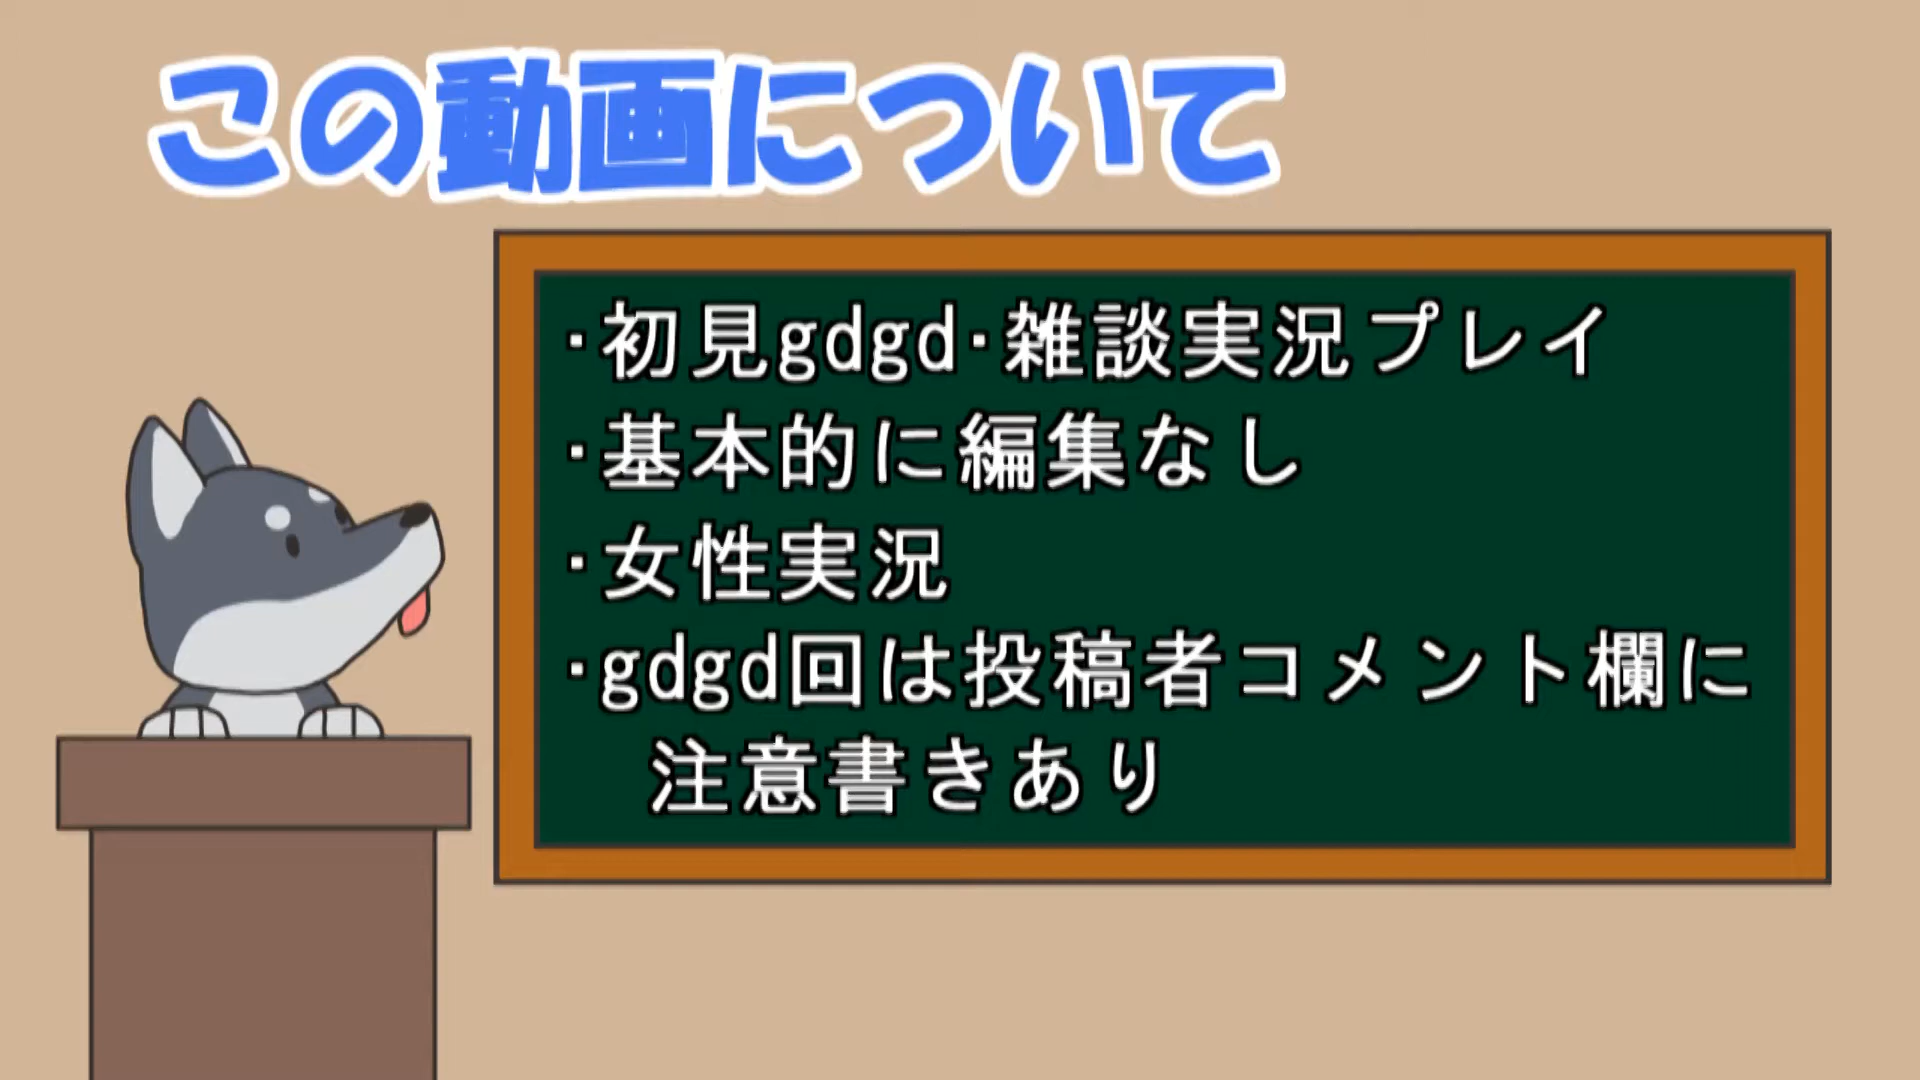 この動画について
・初見gdgd・雑談実況プレイ
・基本的に編集なし
・女性実況
・gdgd回は投稿者コメント欄に
注意書きあり